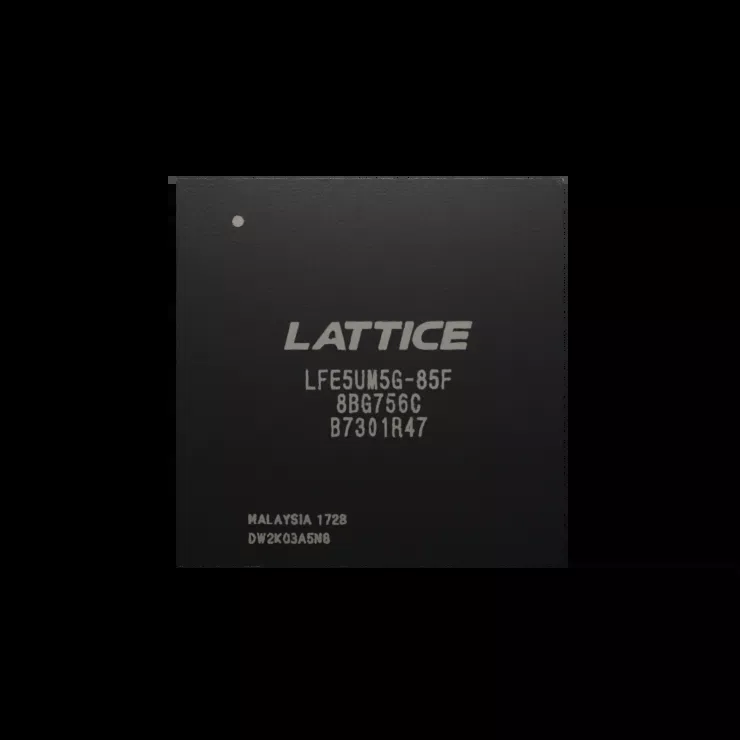 LATTICE
LFE5UM5G-85F
8BG756C
B7301R47
MALAYSIA 1728
DW2K03A5N8